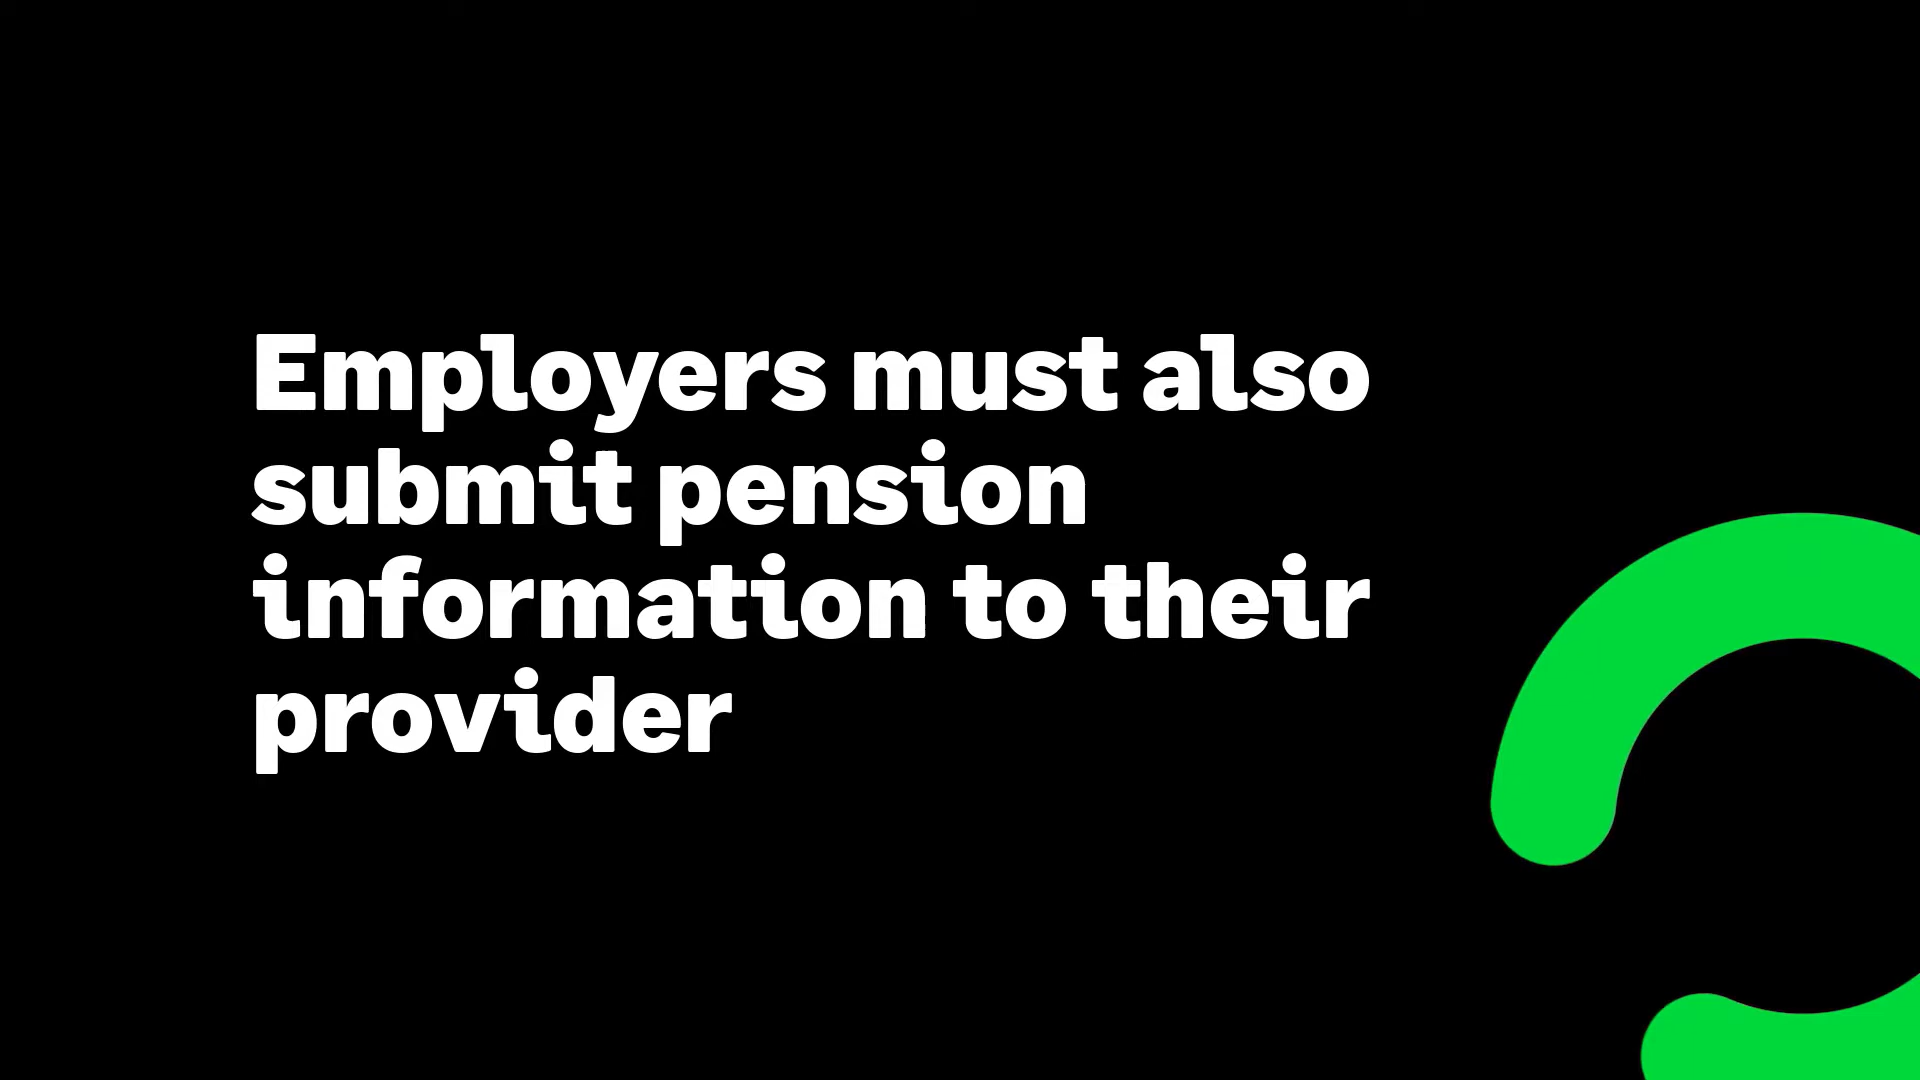 Employers must also
submit pension
information to their
provider